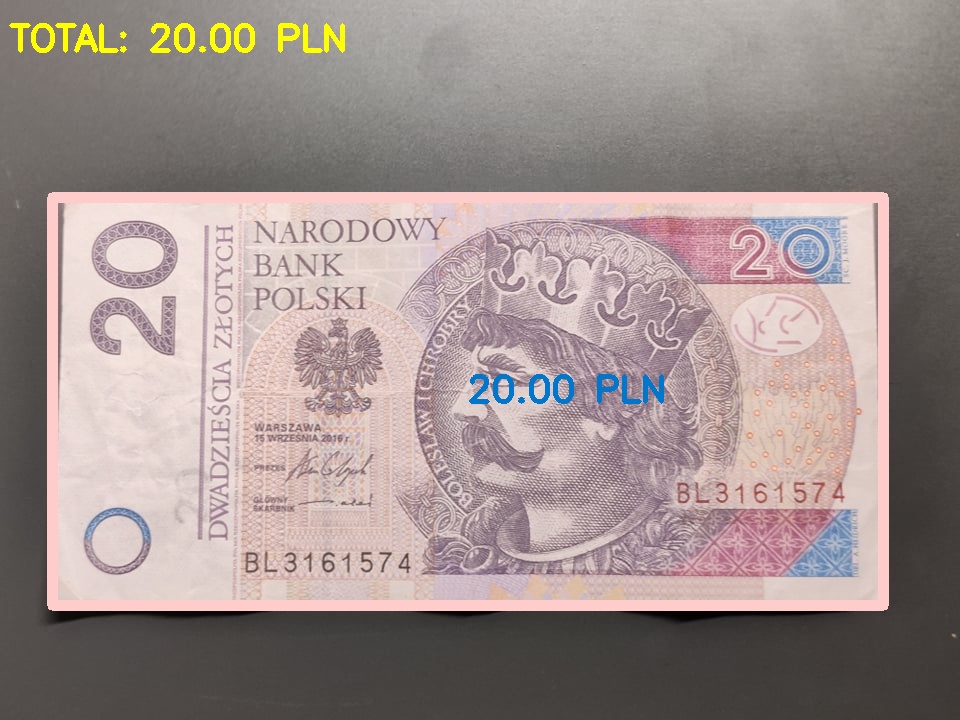 TOTAL: 20.00 PLN
20
DWADZIEŚCIA ZŁOTYCH
NARODOWY
BANK
POLSKI
20
BOLESŁAW I CHROBRY
20.00 PLN
WARSZAWA
15 WRZEŚNIA 2016 r.
PREZES
GŁÓWNY
SKARBNIK
BL3161574
BL3161574